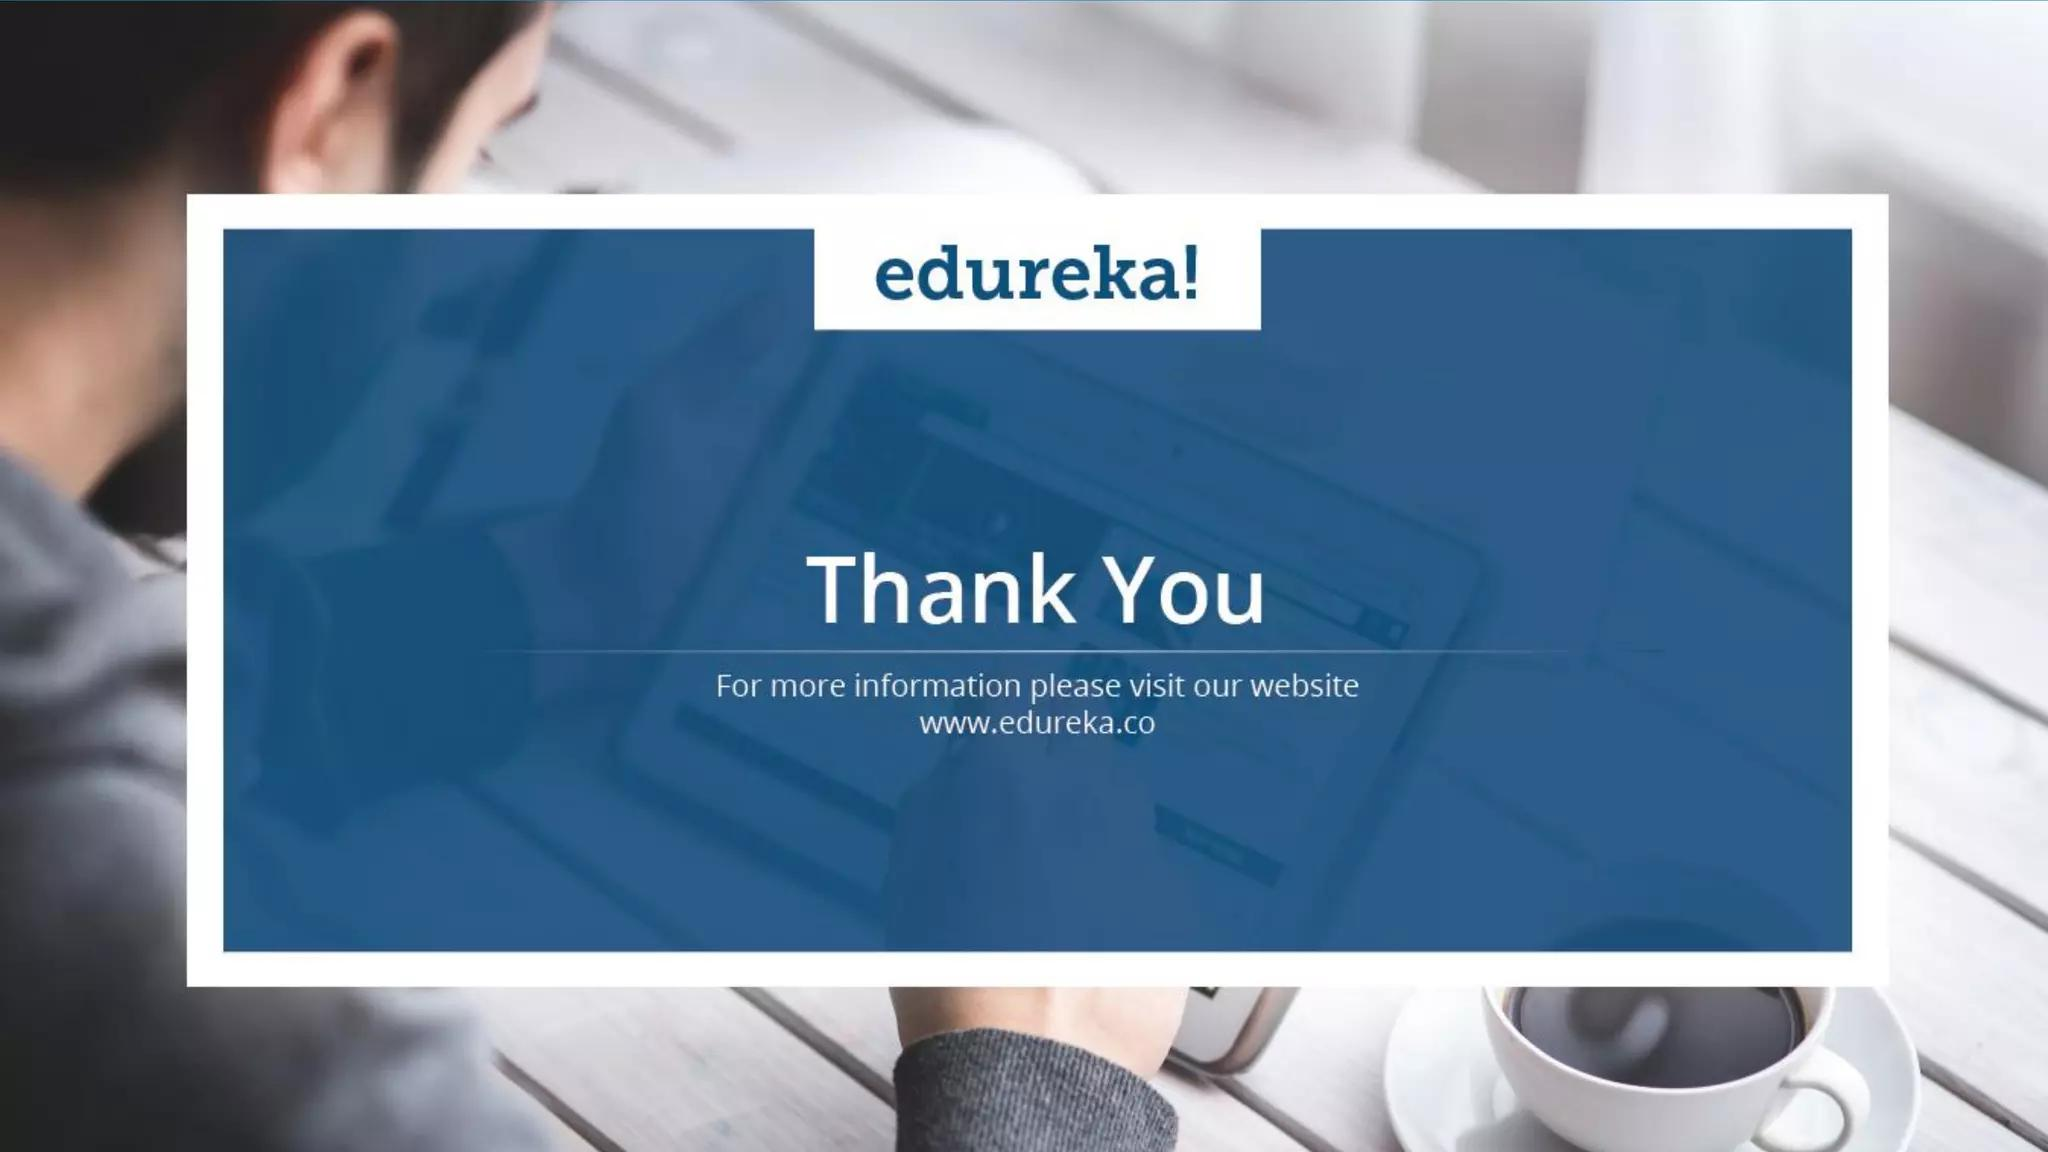 edureka!
Thank You
For more information please visit our website
www.edureka.co